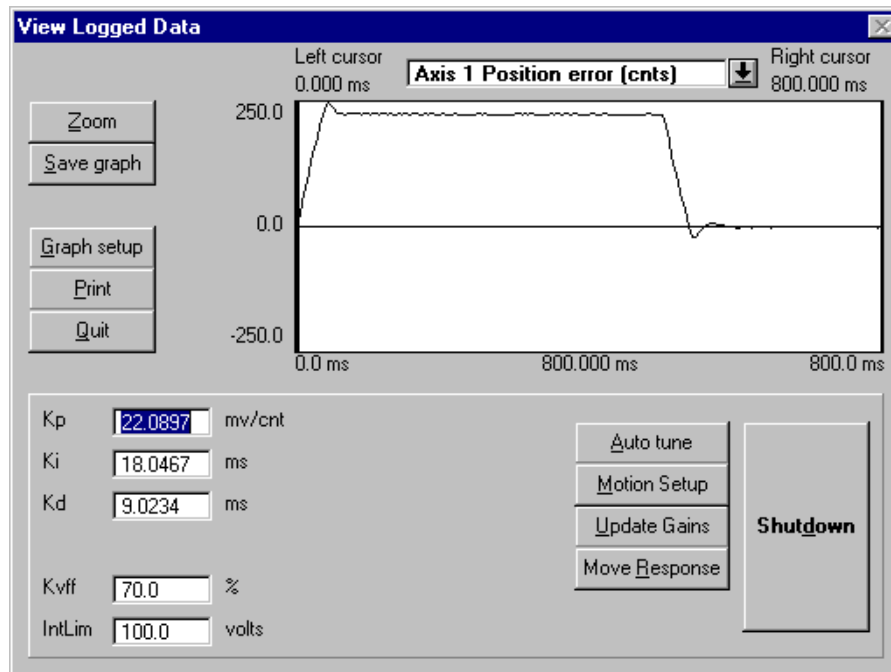 View Logged Data
Left cursor
0.000 ms
Axis 1 Position error (cnts)
Right cursor
800.000 ms
Zoom
Save graph
Graph setup
Print
Quit
250.0
0.0
-250.0
0.0 ms 800.000 ms 800.0 ms
Kp 22.0897 mv/cnt
Ki 18.0467 ms
Kd 9.0234 ms
Kvff 70.0 %
IntLim 100.0 volts
Auto tune
Motion Setup
Update Gains
Move Response
Shutdown